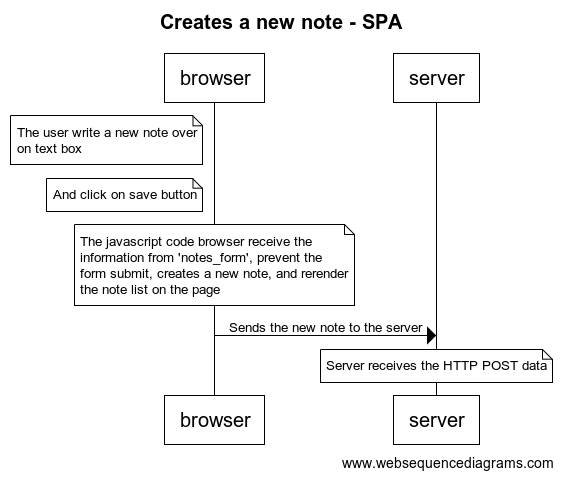 Creates a new note - SPA
browser
server
The user write a new note over
on text box
And click on save button
The javascript code browser receive the
information from 'notes_form', prevent the
form submit, creates a new note, and rerender
the note list on the page
Sends the new note to the server
Server receives the HTTP POST data
browser
server
www.websequencediagrams.com